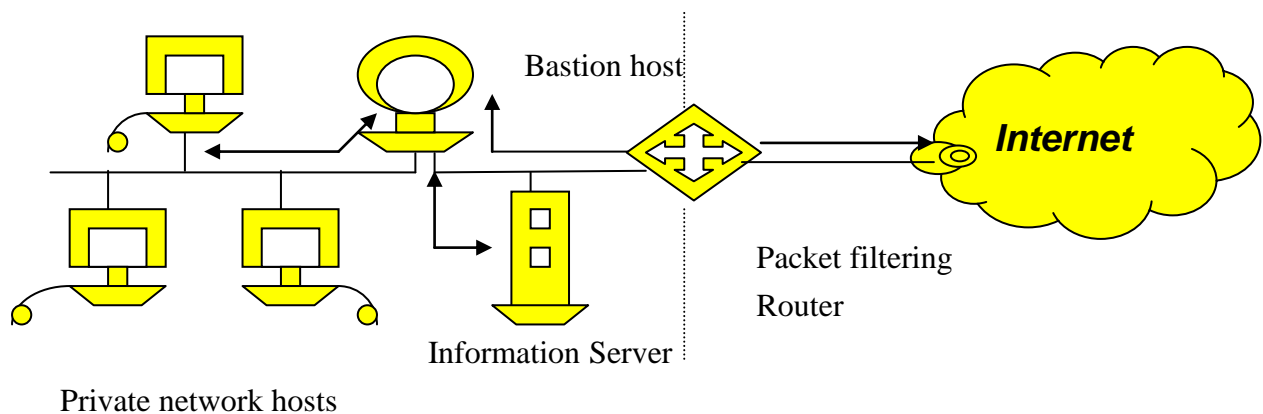 Bastion host
Internet
Packet filtering
Router
Information Server
Private network hosts